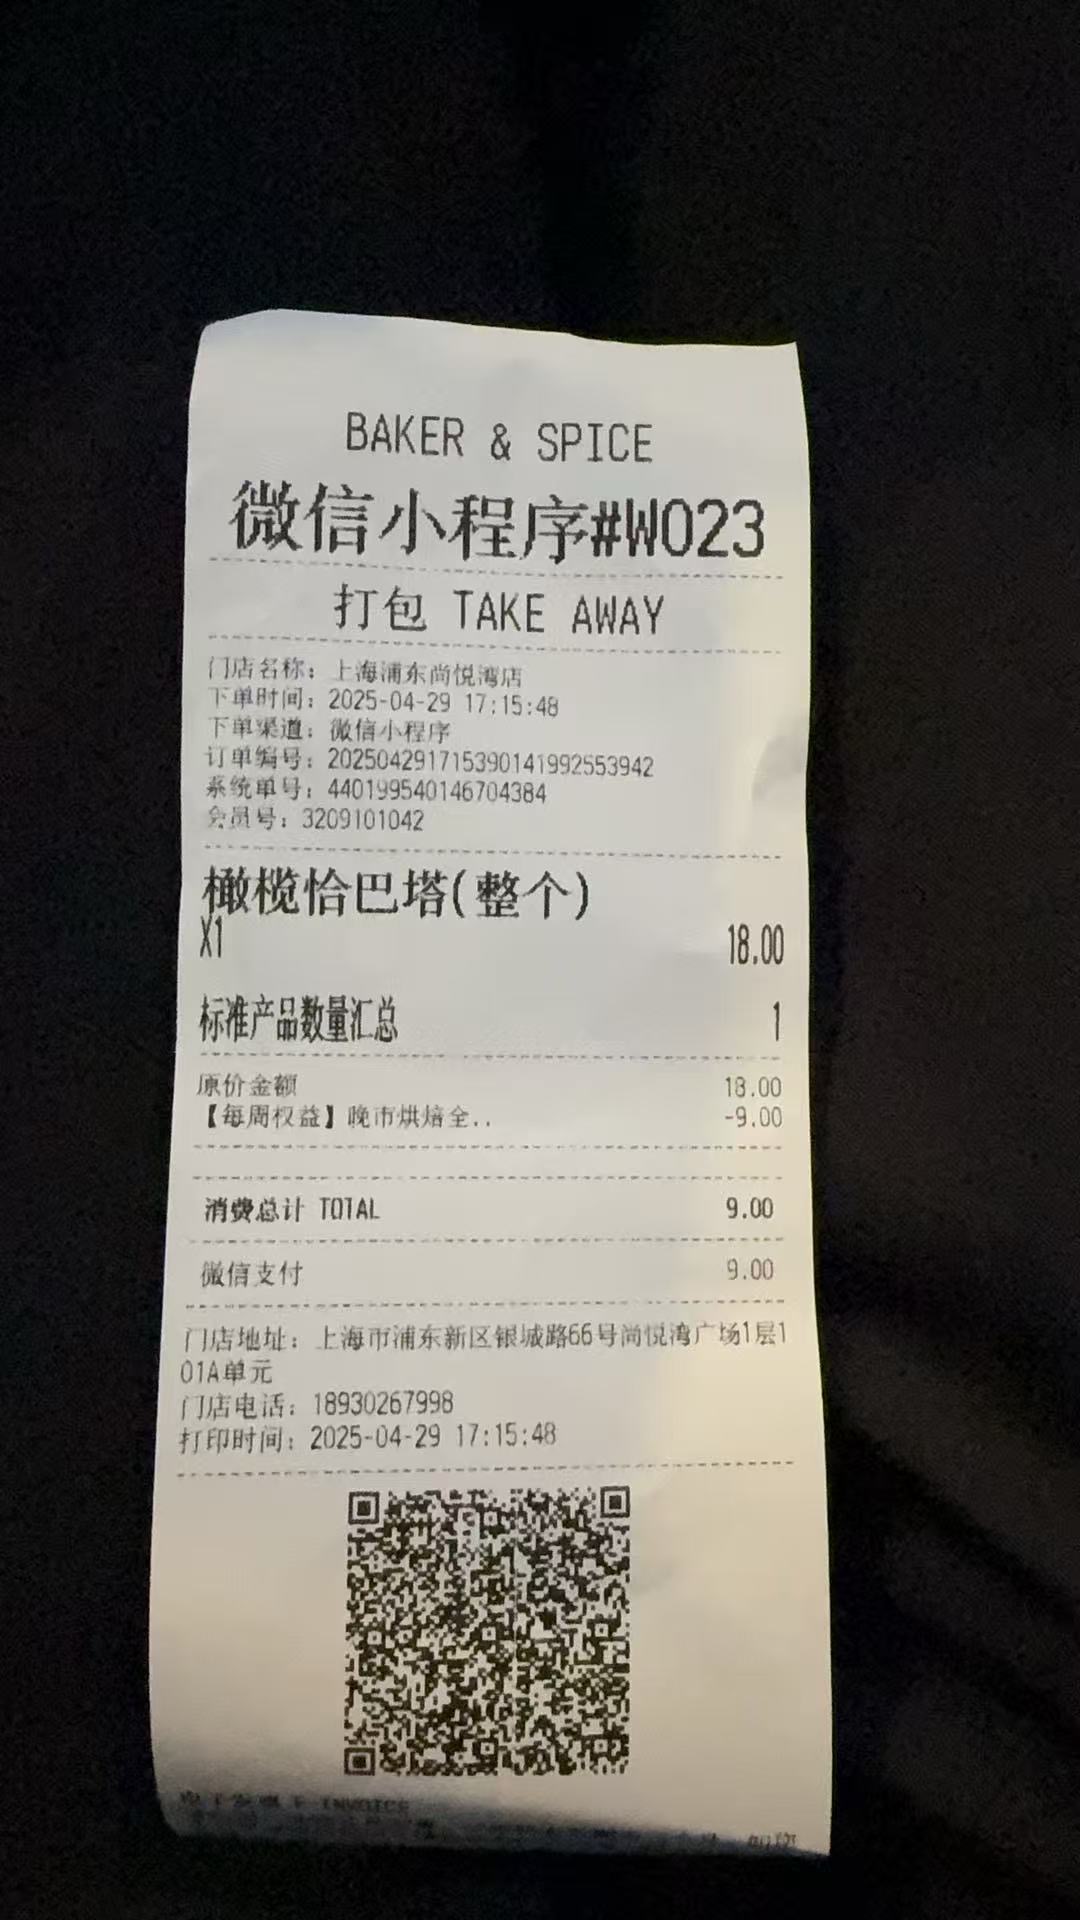 BAKER & SPICE
微信小程序#W023
打包 TAKE AWAY
门店名称：上海浦东尚悦湾店
下单时间：2025-04-29 17:15:48
下单渠道：微信小程序
订单编号：202504291715390141992553942
系统单号：440199540146704384
会员号：3209101042
橄榄恰巴塔(整个)
X1 18.00
标准产品数量汇总 1
原价金额 18.00
【每周权益】晚市烘焙全.. -9.00
消费总计 TOTAL 9.00
微信支付 9.00
门店地址：上海市浦东新区银城路66号尚悦湾广场1层1
01A单元
门店电话：18930267998
打印时间：2025-04-29 17:15:48
INVOICE